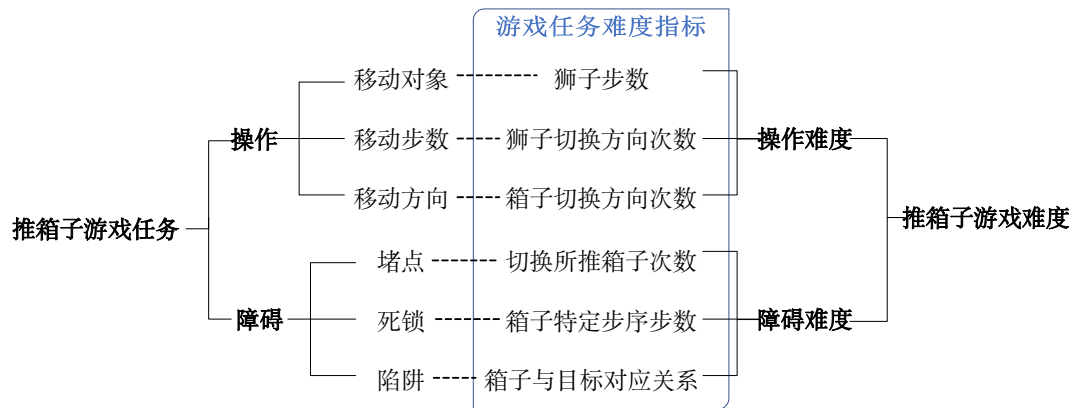 游戏任务难度指标
移动对象 狮子步数
操作 移动步数 狮子切换方向次数 操作难度
移动方向 箱子切换方向次数
推箱子游戏任务 推箱子游戏难度
堵点 切换所推箱子次数
障碍 死锁 箱子特定步序步数 障碍难度
陷阱 箱子与目标对应关系